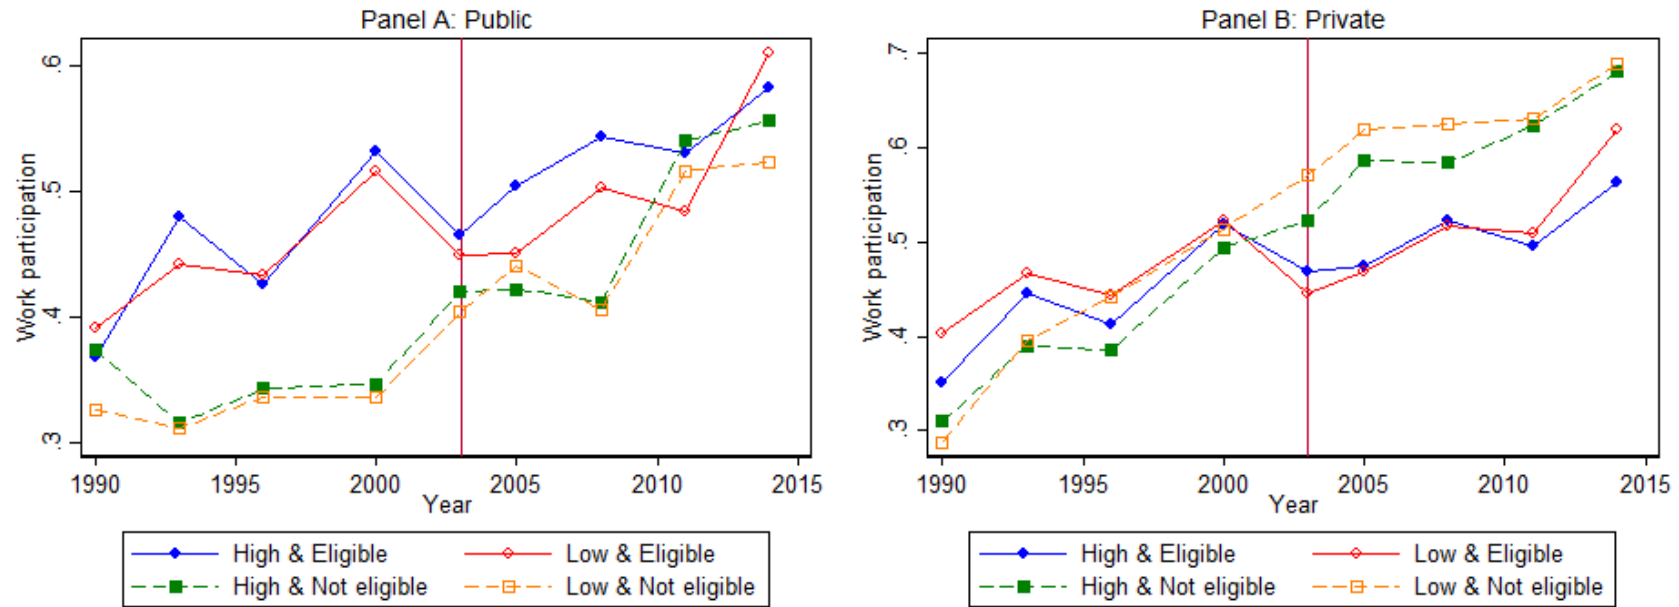 Panel A: Public
.6
.5
.4
.3
Work participation
1990 1995 2000 2005 2010 2015
Year
High & Eligible Low & Eligible
High & Not eligible Low & Not eligible
Panel B: Private
.7
.6
.5
.4
.3
Work participation
1990 1995 2000 2005 2010 2015
Year
High & Eligible Low & Eligible
High & Not eligible Low & Not eligible